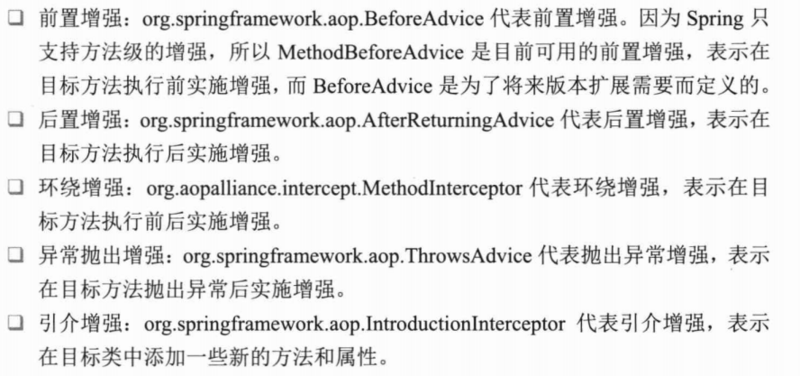 ❑ 前置增强：org.springframework.aop.BeforeAdvice 代表前置增强。因为 Spring 只
支持方法级的增强，所以 MethodBeforeAdvice 是目前可用的前置增强，表示在
目标方法执行前实施增强，而 BeforeAdvice 是为了将来版本扩展需要而定义的。
❑ 后置增强：org.springframework.aop.AfterReturningAdvice 代表后置增强，表示在
目标方法执行后实施增强。
❑ 环绕增强：org.aopalliance.intercept.MethodInterceptor 代表环绕增强，表示在目
标方法执行前后实施增强。
❑ 异常抛出增强：org.springframework.aop.ThrowsAdvice 代表抛出异常增强，表示
在目标方法抛出异常后实施增强。
❑ 引介增强：org.springframework.aop.IntroductionInterceptor 代表引介增强，表示
在目标类中添加一些新的方法和属性。